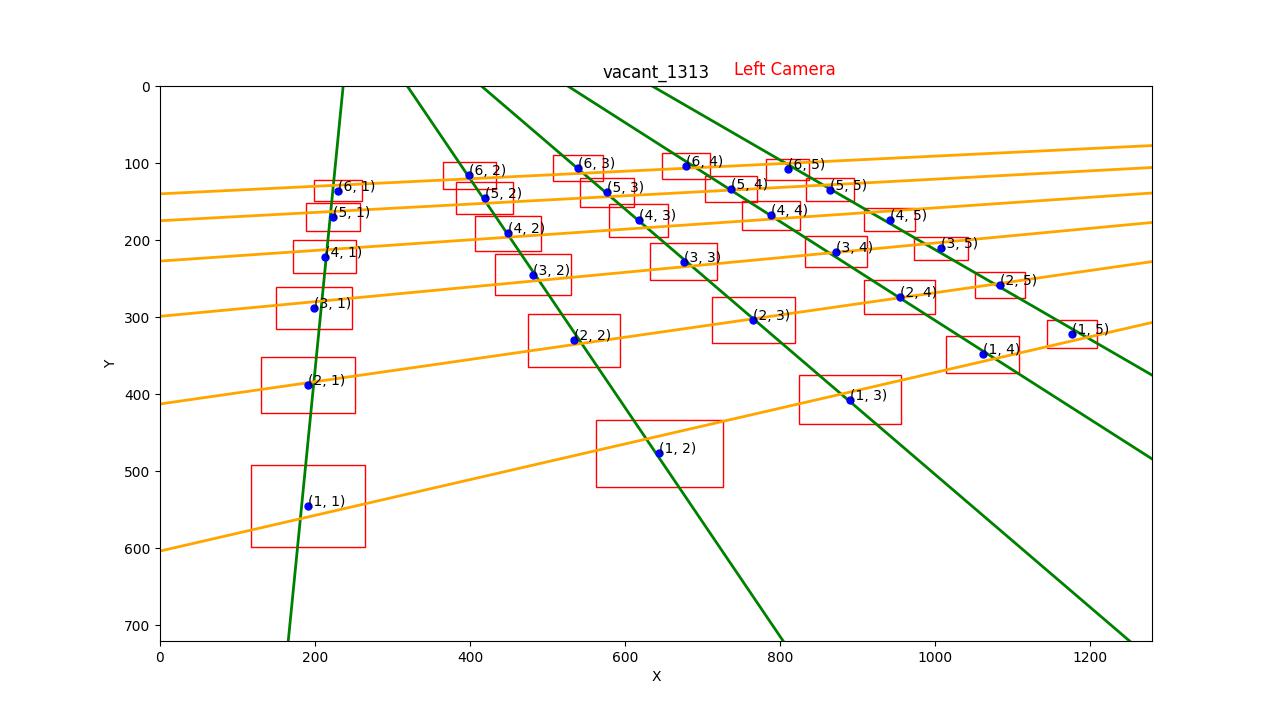 vacant_1313 Left Camera
0
100
200
300
400
500
600
700
Y
(6, 1) (6, 2) (6, 3) (6, 4) (6, 5)
(5, 1) (5, 2) (5, 3) (5, 4) (5, 5)
(4, 1) (4, 2) (4, 3) (4, 4) (4, 5)
(3, 1) (3, 2) (3, 3) (3, 4) (3, 5)
(2, 1) (2, 2) (2, 3) (2, 4) (2, 5)
(1, 1) (1, 2) (1, 3) (1, 4) (1, 5)
0 200 400 600 800 1000 1200
X